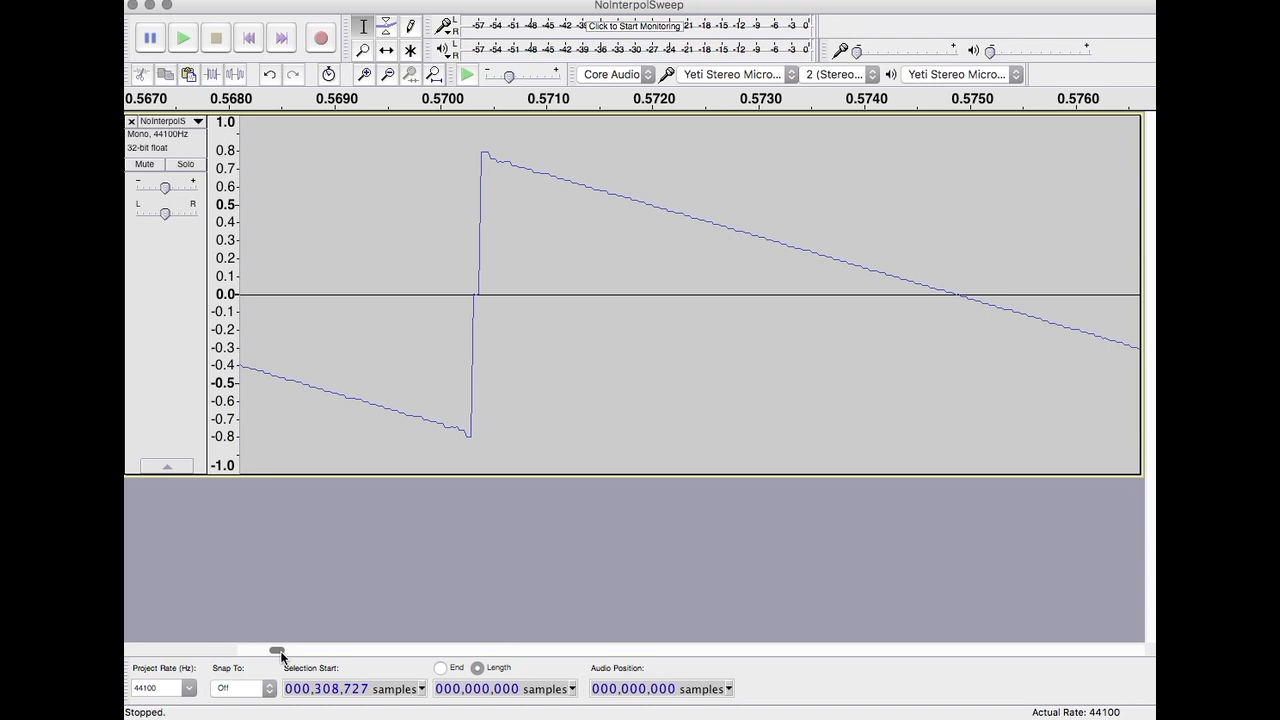 NoInterpolSweep
L
R
-57 -54 -51 -48 -45 -42 -3 Click to Start Monitoring 21 -18 -15 -12 -9 -6 -3 0
L
R
-57 -54 -51 -48 -45 -42 -39 -36 -33 -30 -27 -24 -21 -18 -15 -12 -9 -6 -3 0
- +
- +
- +
Core Audio
Yeti Stereo Micro...
2 (Stereo...
Yeti Stereo Micro...
0.5670 0.5680 0.5690 0.5700 0.5710 0.5720 0.5730 0.5740 0.5750 0.5760
NoInterpolS
Mono, 44100Hz
32-bit float
Mute Solo
- +
L R
1.0
0.8
0.7
0.6
0.5
0.4
0.3
0.2
0.1
0.0
-0.1
-0.2
-0.3
-0.4
-0.5
-0.6
-0.7
-0.8
-1.0
Project Rate (Hz): Snap To: Selection Start: End Length Audio Position:
44100 Off 000,308,727 samples 000,000,000 samples 000,000,000 samples
Stopped. Actual Rate: 44100